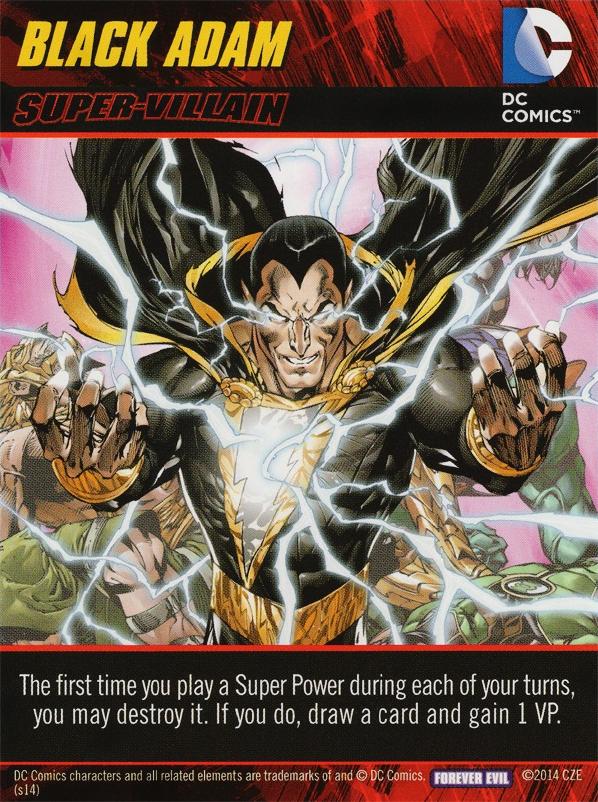 BLACK ADAM
SUPER-VILLAIN
DC
COMICS™
The first time you play a Super Power during each of your turns,
you may destroy it. If you do, draw a card and gain 1 VP.
DC Comics characters and all related elements are trademarks of and © DC Comics. FOREVER EVIL ©2014 CZE
(s14)